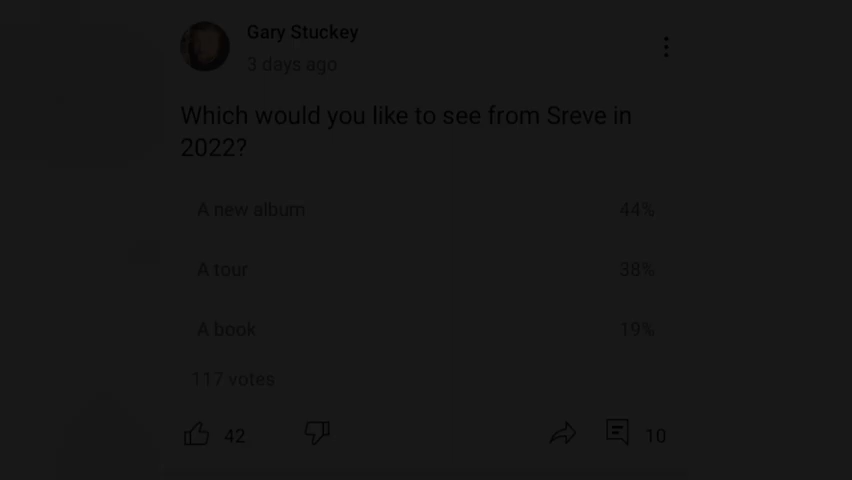 Gary Stuckey
3 days ago
Which would you like to see from Sreve in
2022?
A new album 44%
A tour 38%
A book 19%
117 votes
42 10